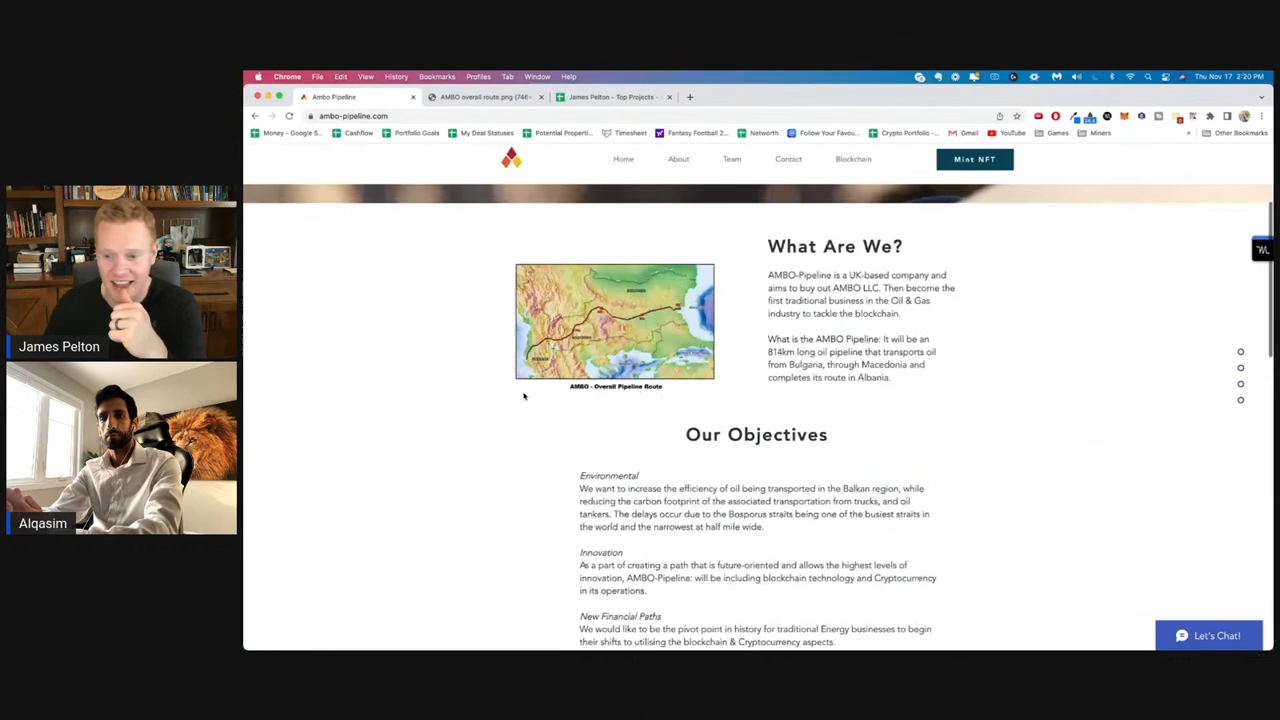 Chrome File Edit View History Bookmarks Profiles Tab Window Help
Thu Nov 17 2:20 PM
Ambo Pipeline
AMBO overall route.png (746×
James Pelton - Top Projects -
ambo-pipeline.com
Money - Google S...
Cashflow
Portfolio Goals
My Deal Statuses
Potential Properti...
Timesheet
Fantasy Football 2...
Networth
Follow Your Favou...
Crypto Portfolio -...
Gmail
YouTube
Games
Miners
Other Bookmarks
Home
About
Team
Contact
Blockchain
Mint NFT
What Are We?
AMBO-Pipeline is a UK-based company and
aims to buy out AMBO LLC. Then become the
first traditional business in the Oil & Gas
industry to tackle the blockchain.
What is the AMBO Pipeline: It will be an
814km long oil pipeline that transports oil
from Bulgaria, through Macedonia and
completes its route in Albania.
AMBO - Overall Pipeline Route
Our Objectives
Environmental
We want to increase the efficiency of oil being transported in the Balkan region, while
reducing the carbon footprint of the associated transportation from trucks, and oil
tankers. The delays occur due to the Bosporus straits being one of the busiest straits in
the world and the narrowest at half mile wide.
Innovation
As a part of creating a path that is future-oriented and allows the highest levels of
innovation, AMBO-Pipeline: will be including blockchain technology and Cryptocurrency
in its operations.
New Financial Paths
We would like to be the pivot point in history for traditional Energy businesses to begin
their shifts to utilising the blockchain & Cryptocurrency aspects.
Let's Chat!
James Pelton
Alqasim